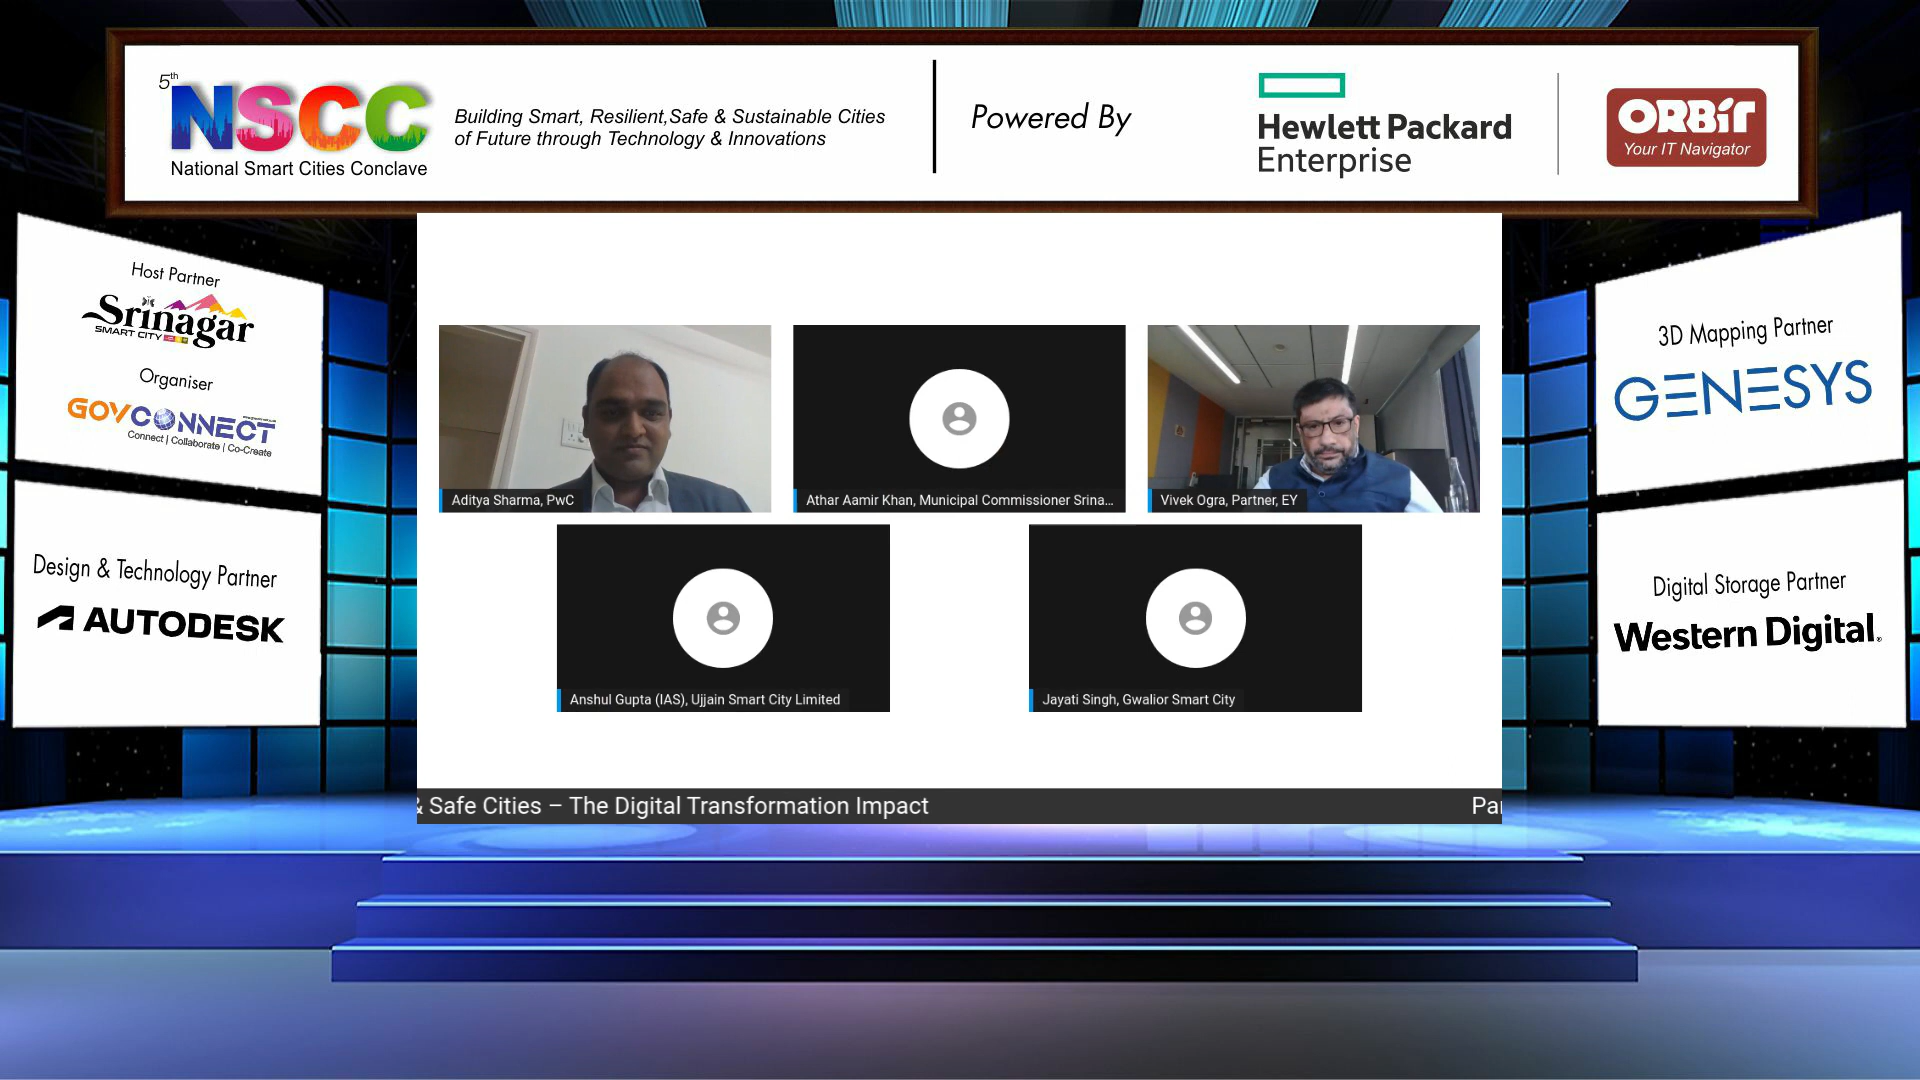 5th
NSCC
National Smart Cities Conclave
Building Smart, Resilient,Safe & Sustainable Cities
of Future through Technology & Innovations
Powered By
Hewlett Packard
Enterprise
ORBIT
Your IT Navigator
Host Partner
Srinagar
SMART CITY
Organiser
GOVCONNECT
Connect | Collaborate | Co-Create
Design & Technology Partner
AUTODESK
Aditya Sharma, PwC
Athar Aamir Khan, Municipal Commissioner Srina...
Vivek Ogra, Partner, EY
Anshul Gupta (IAS), Ujjain Smart City Limited
Jayati Singh, Gwalior Smart City
& Safe Cities – The Digital Transformation Impact
Par
3D Mapping Partner
GENESYS
Digital Storage Partner
Western Digital®